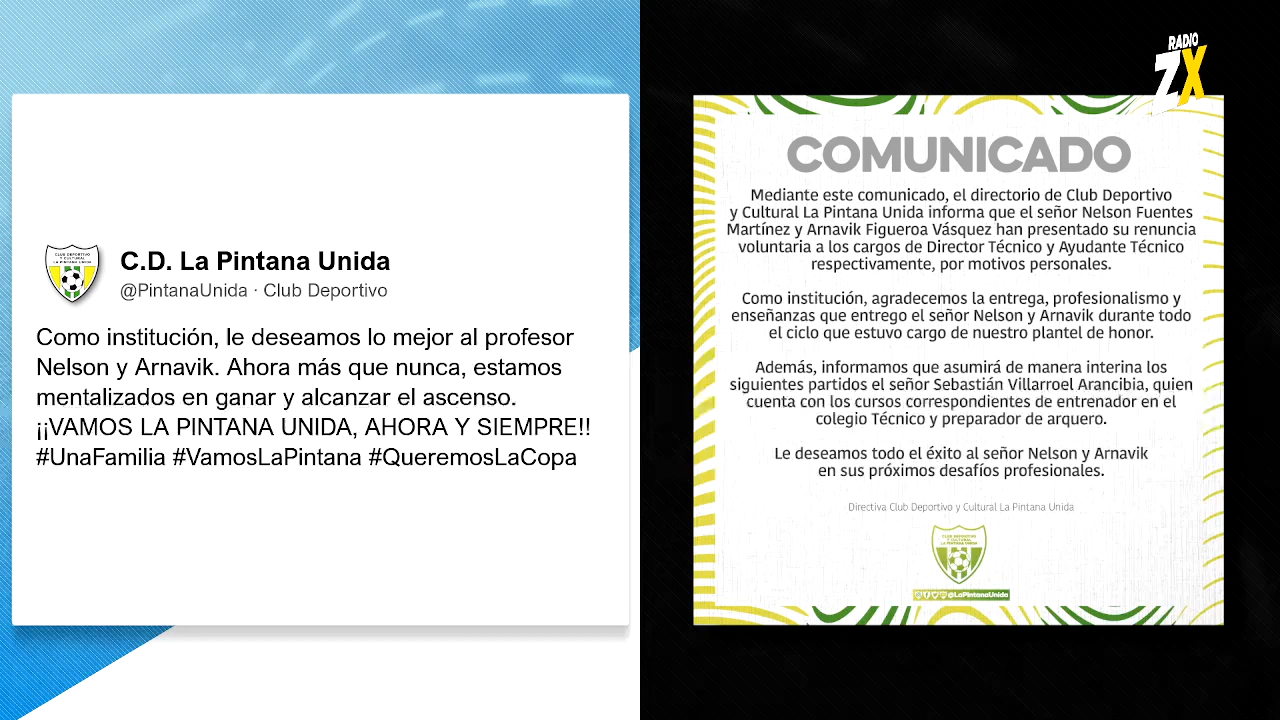 C.D. La Pintana Unida
@PintanaUnida · Club Deportivo
Como institución, le deseamos lo mejor al profesor
Nelson y Arnavik. Ahora más que nunca, estamos
mentalizados en ganar y alcanzar el ascenso.
¡¡VAMOS LA PINTANA UNIDA, AHORA Y SIEMPRE!!
#UnaFamilia #VamosLaPintana #QueremosLaCopa
RADIO
ZX
COMUNICADO
Mediante este comunicado, el directorio de Club Deportivo
y Cultural La Pintana Unida informa que el señor Nelson Fuentes
Martínez y Arnavik Figueroa Vásquez han presentado su renuncia
voluntaria a los cargos de Director Técnico y Ayudante Técnico
respectivamente, por motivos personales.
Como institución, agradecemos la entrega, profesionalismo y
enseñanzas que entrego el señor Nelson y Arnavik durante todo
el ciclo que estuvo cargo de nuestro plantel de honor.
Además, informamos que asumirá de manera interina los
siguientes partidos el señor Sebastián Villarroel Arancibia, quien
cuenta con los cursos correspondientes de entrenador en el
colegio Técnico y preparador de arquero.
Le deseamos todo el éxito al señor Nelson y Arnavik
en sus próximos desafíos profesionales.
Directiva Club Deportivo y Cultural La Pintana Unida
CLUB DEPORTIVO
Y CULTURAL
LA PINTANA UNIDA
@LaPintanaUnida